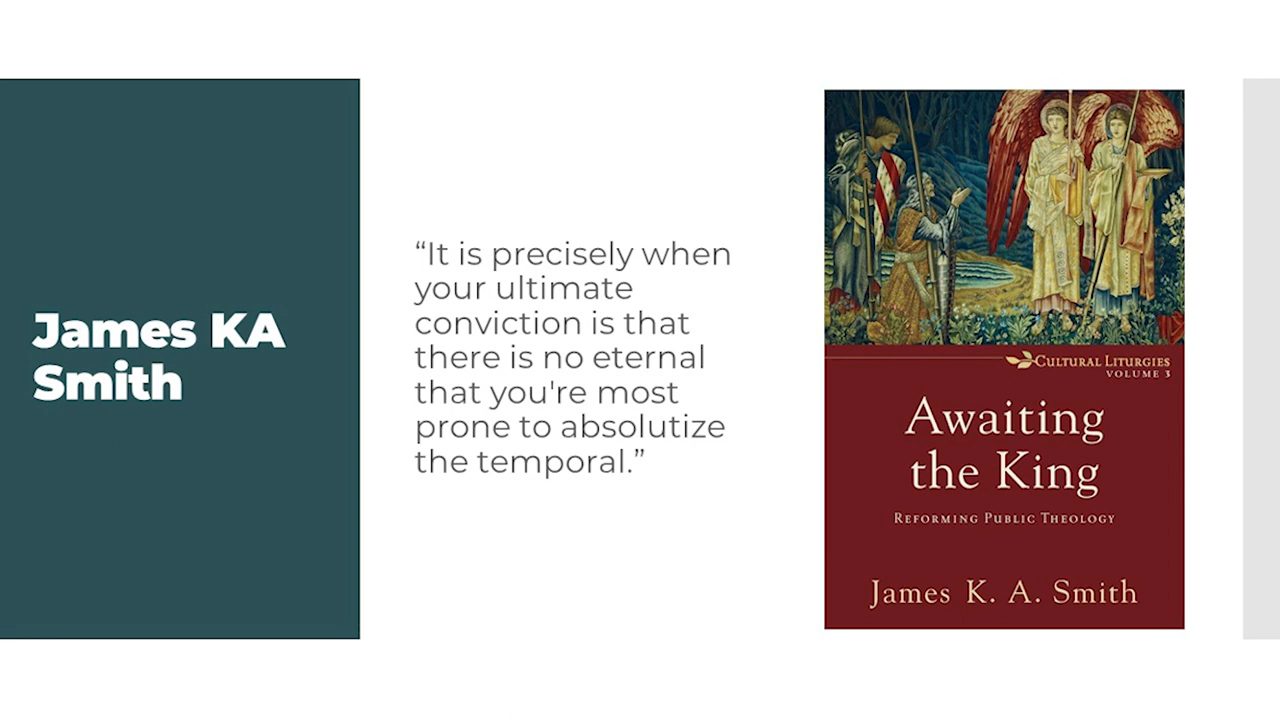 James KA
Smith
“It is precisely when
your ultimate
conviction is that
there is no eternal
that you're most
prone to absolutize
the temporal.”
Cultural Liturgies
VOLUME 3
Awaiting
the King
Reforming Public Theology
James K. A. Smith